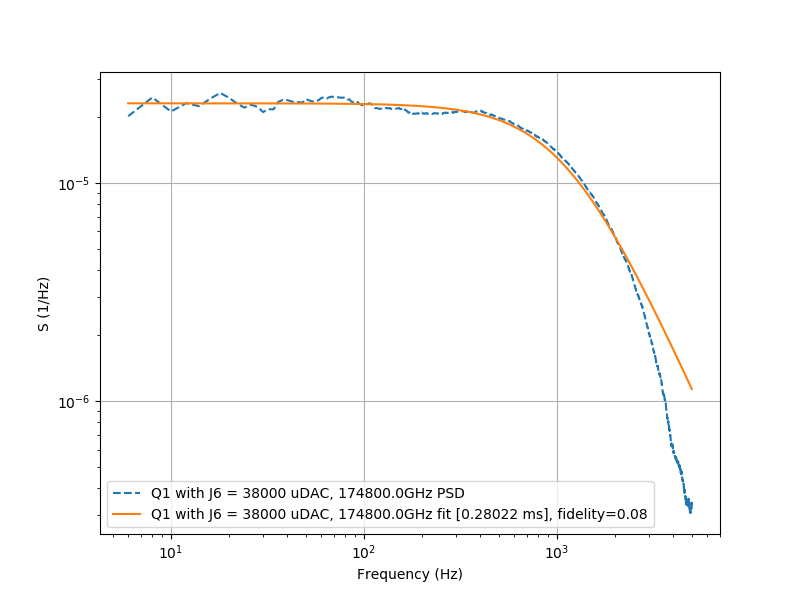 S (1/Hz)
10⁻⁵
10⁻⁶
Q1 with J6 = 38000 uDAC, 174800.0GHz PSD
Q1 with J6 = 38000 uDAC, 174800.0GHz fit [0.28022 ms], fidelity=0.08
10¹ 10² 10³
Frequency (Hz)